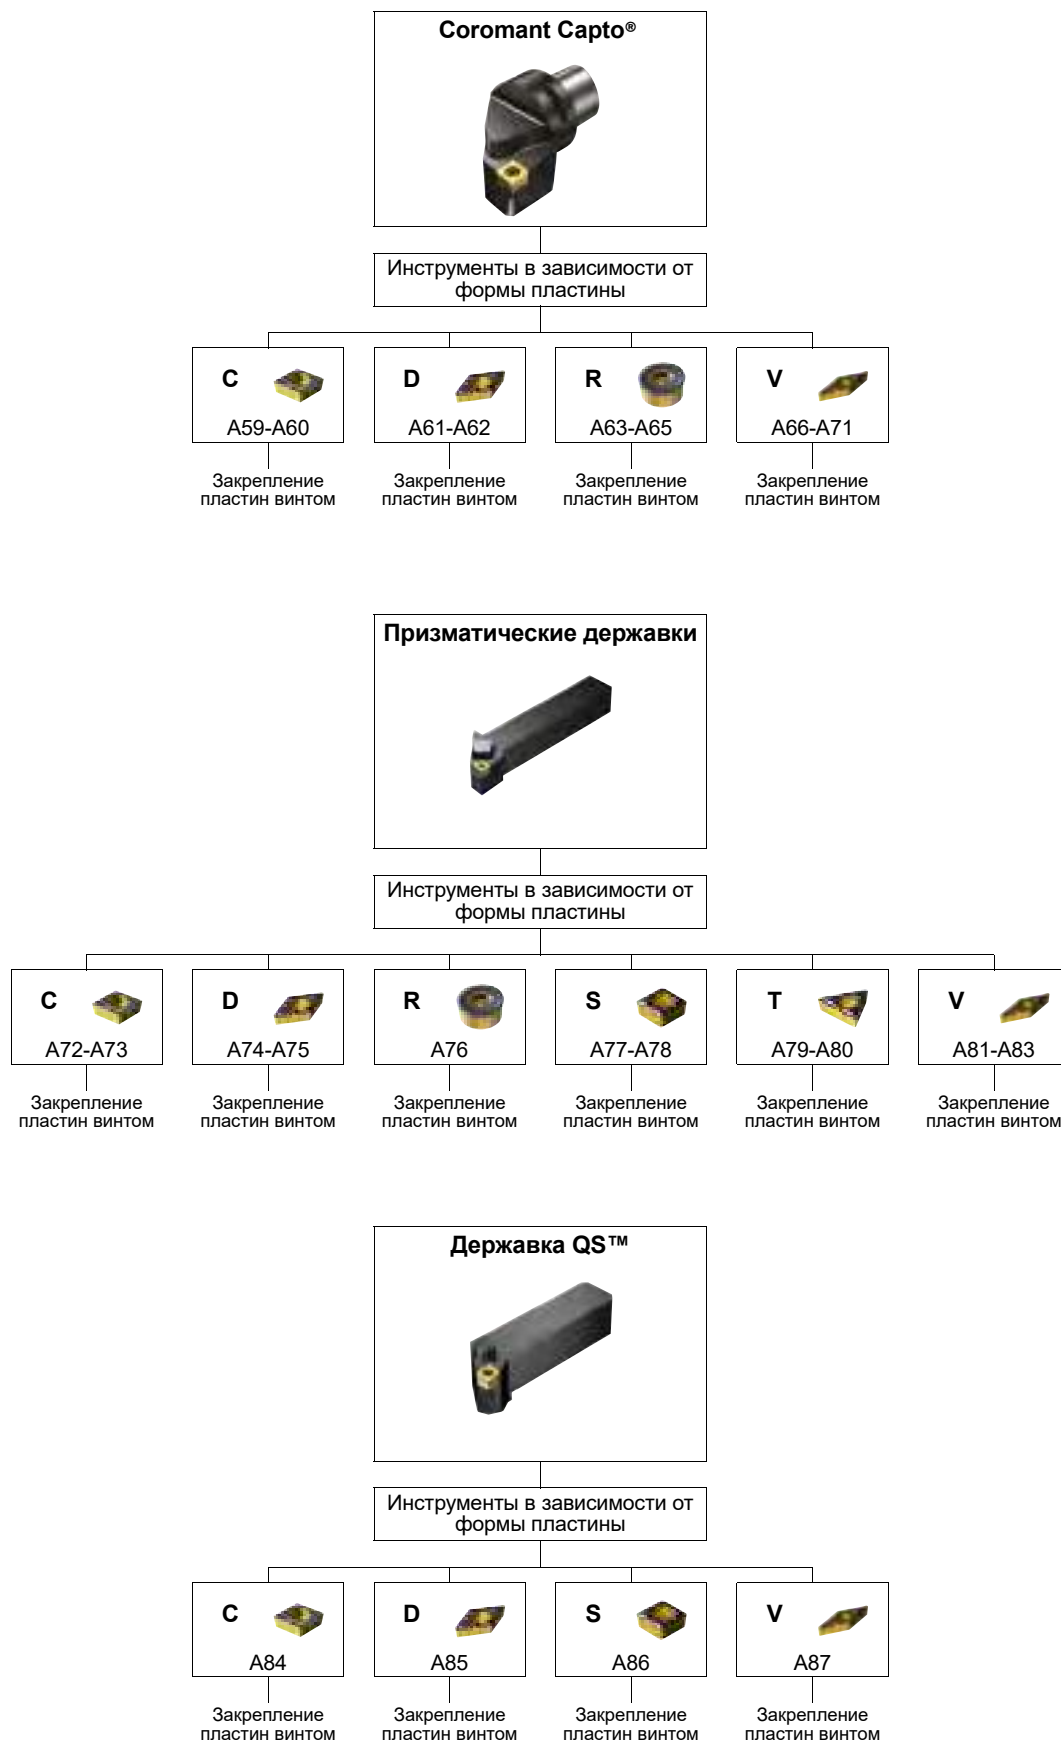 Coromant Capto®
Инструменты в зависимости от
формы пластины
C
D
R
V
A59-A60
A61-A62
A63-A65
A66-A71
Закрепление
пластин винтом
Закрепление
пластин винтом
Закрепление
пластин винтом
Закрепление
пластин винтом
Призматические державки
Инструменты в зависимости от
формы пластины
C
D
R
S
T
V
A72-A73
A74-A75
A76
A77-A78
A79-A80
A81-A83
Закрепление
пластин винтом
Закрепление
пластин винтом
Закрепление
пластин винтом
Закрепление
пластин винтом
Закрепление
пластин винтом
Закрепление
пластин винтом
Державка QS™
Инструменты в зависимости от
формы пластины
C
D
S
V
A84
A85
A86
A87
Закрепление
пластин винтом
Закрепление
пластин винтом
Закрепление
пластин винтом
Закрепление
пластин винтом